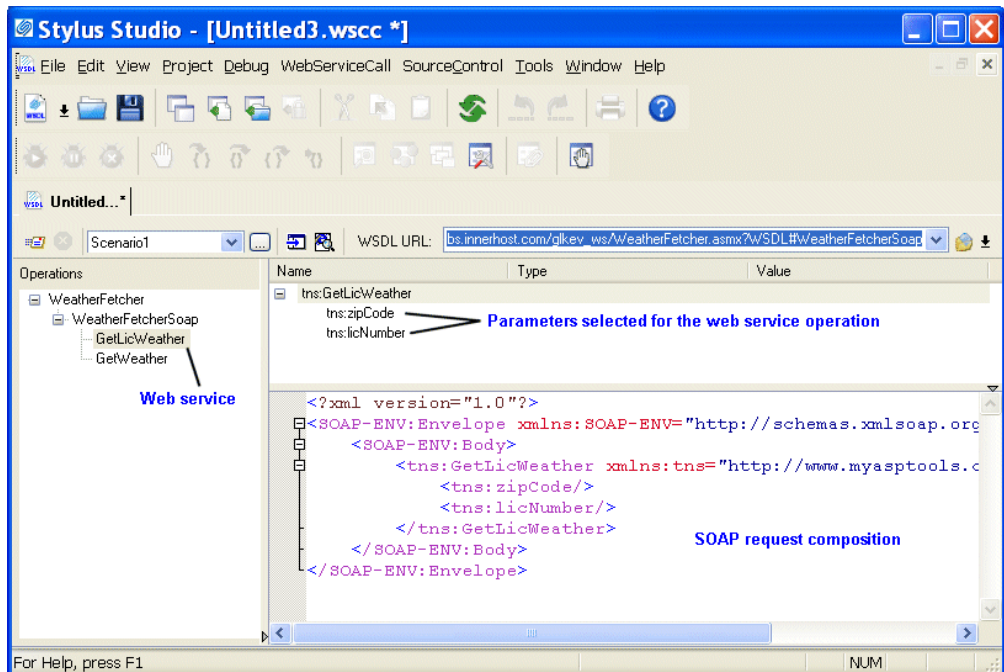 Stylus Studio - [Untitled3.wscc *]
File Edit View Project Debug WebServiceCall SourceControl Tools Window Help
Untitled...*
Scenario1 ... WSDL URL: bs.innerhost.com/glkev_ws/WeatherFetcher.asmx?WSDL#WeatherFetcherSoap
Operations
WeatherFetcher
WeatherFetcherSoap
GetLicWeather
GetWeather
Web service
Name Type Value
tns:GetLicWeather
tns:zipCode
tns:licNumber
Parameters selected for the web service operation
<?xml version="1.0"?>
<SOAP-ENV:Envelope xmlns:SOAP-ENV="http://schemas.xmlsoap.org
<SOAP-ENV:Body>
<tns:GetLicWeather xmlns:tns="http://www.myasptools.c
<tns:zipCode/>
<tns:licNumber/>
</tns:GetLicWeather>
</SOAP-ENV:Body>
</SOAP-ENV:Envelope>
SOAP request composition
For Help, press F1 NUM